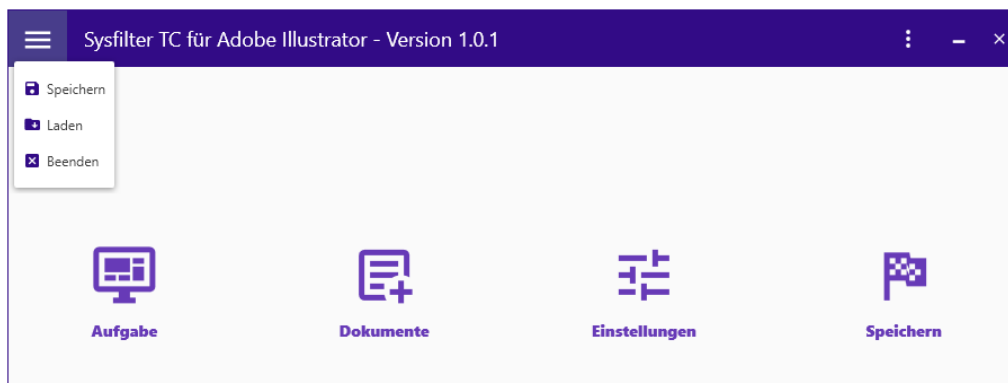 Sysfilter TC für Adobe Illustrator - Version 1.0.1
Speichern
Laden
Beenden
Aufgabe
Dokumente
Einstellungen
Speichern